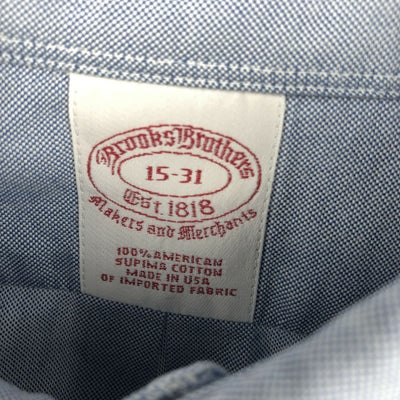 Brooks Brothers
15-31
Est. 1818
Makers and Merchants
100% AMERICAN
SUPIMA COTTON
MADE IN USA
OF IMPORTED FABRIC